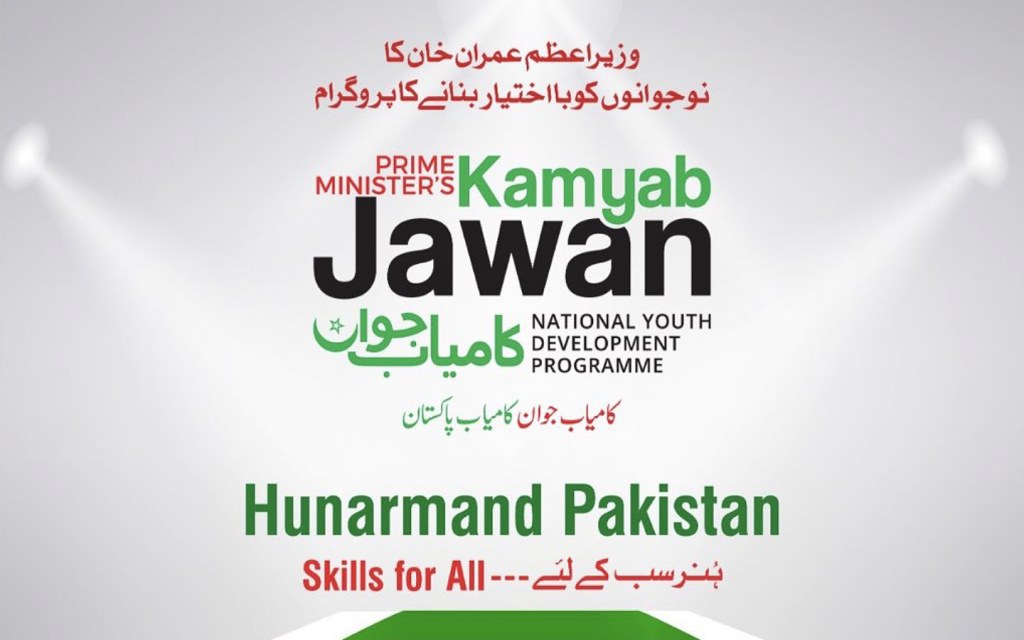 وزیراعظم عمران خان کا
نوجوانوں کو بااختیار بنانے کا پروگرام
PRIME MINISTER'S Kamyab
Jawan
کامیاب جوان
NATIONAL YOUTH
DEVELOPMENT
PROGRAMME
کامیاب جوان کامیاب پاکستان
Hunarmand Pakistan
Skills for All --- ہُنر سب کے لئے